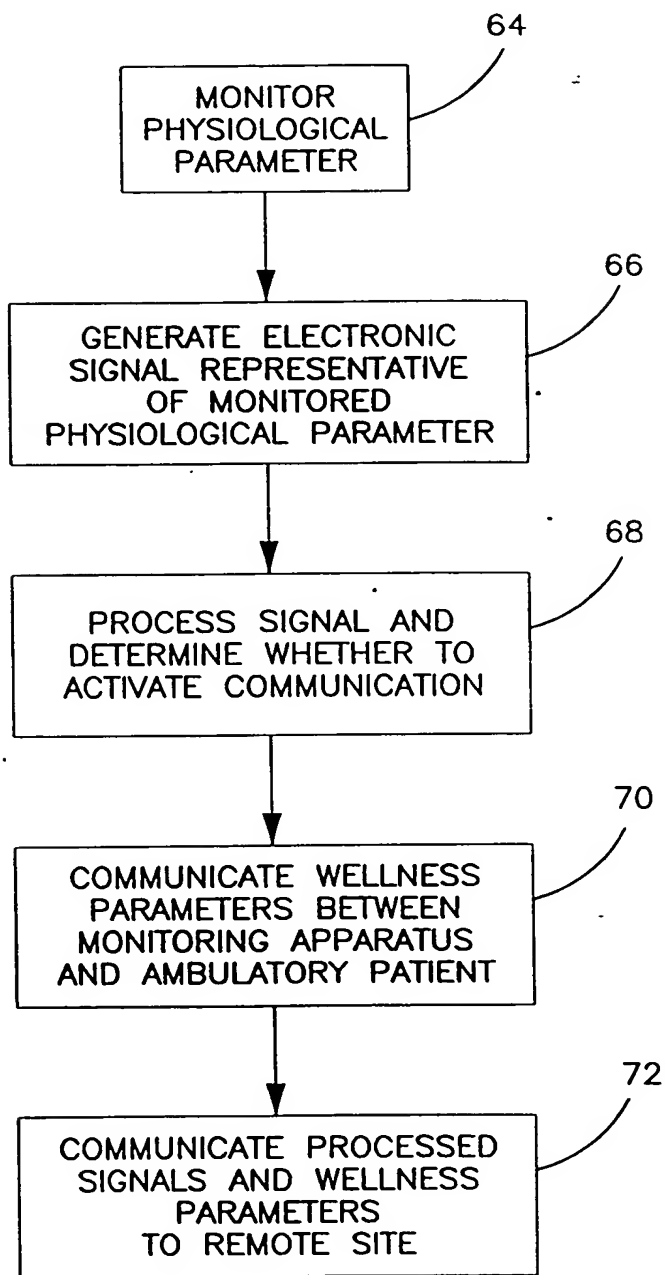 64
MONITOR
PHYSIOLOGICAL
PARAMETER
66
GENERATE ELECTRONIC
SIGNAL REPRESENTATIVE
OF MONITORED
PHYSIOLOGICAL PARAMETER
68
PROCESS SIGNAL AND
DETERMINE WHETHER TO
ACTIVATE COMMUNICATION
70
COMMUNICATE WELLNESS
PARAMETERS BETWEEN
MONITORING APPARATUS
AND AMBULATORY PATIENT
72
COMMUNICATE PROCESSED
SIGNALS AND WELLNESS
PARAMETERS
TO REMOTE SITE